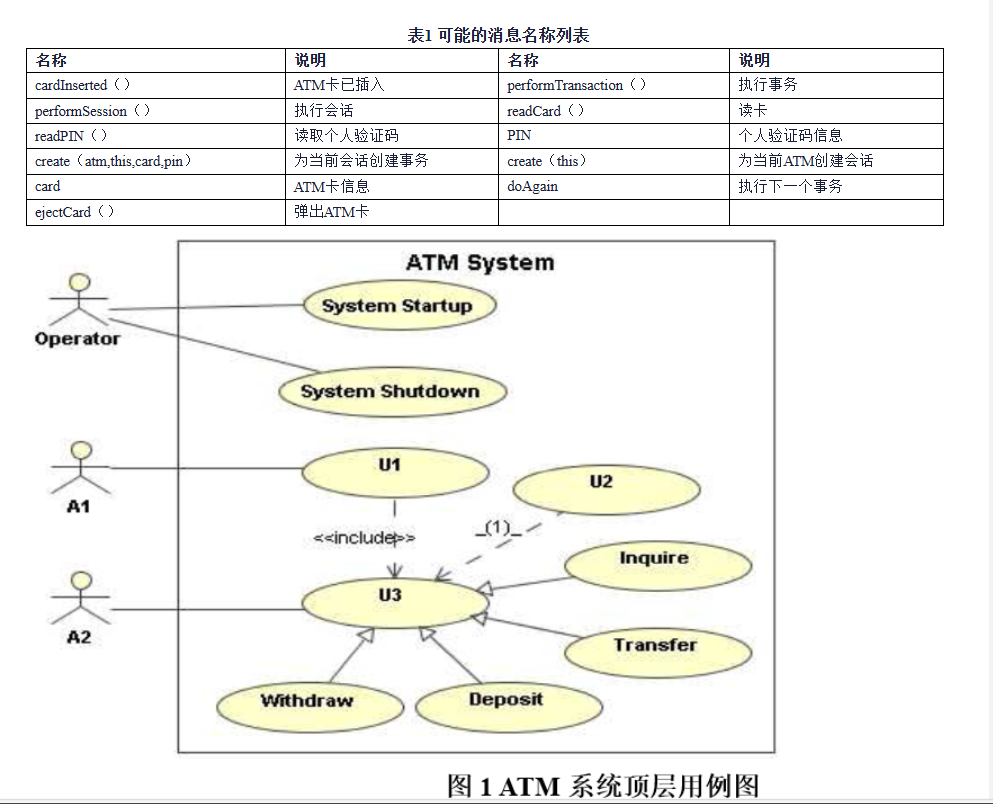 表1 可能的消息名称列表
名称 说明 名称 说明
cardInserted（） ATM卡已插入 performTransaction（） 执行事务
performSession（） 执行会话 readCard（） 读卡
readPIN（） 读取个人验证码 PIN 个人验证码信息
create（atm,this,card,pin） 为当前会话创建事务 create（this） 为当前ATM创建会话
card ATM卡信息 doAgain 执行下一个事务
ejectCard（） 弹出ATM卡
ATM System
System Startup
Operator
System Shutdown
U1
A1
U2
<<include>>
_(1)_
Inquire
U3
A2
Transfer
Withdraw
Deposit
图 1 ATM 系统顶层用例图